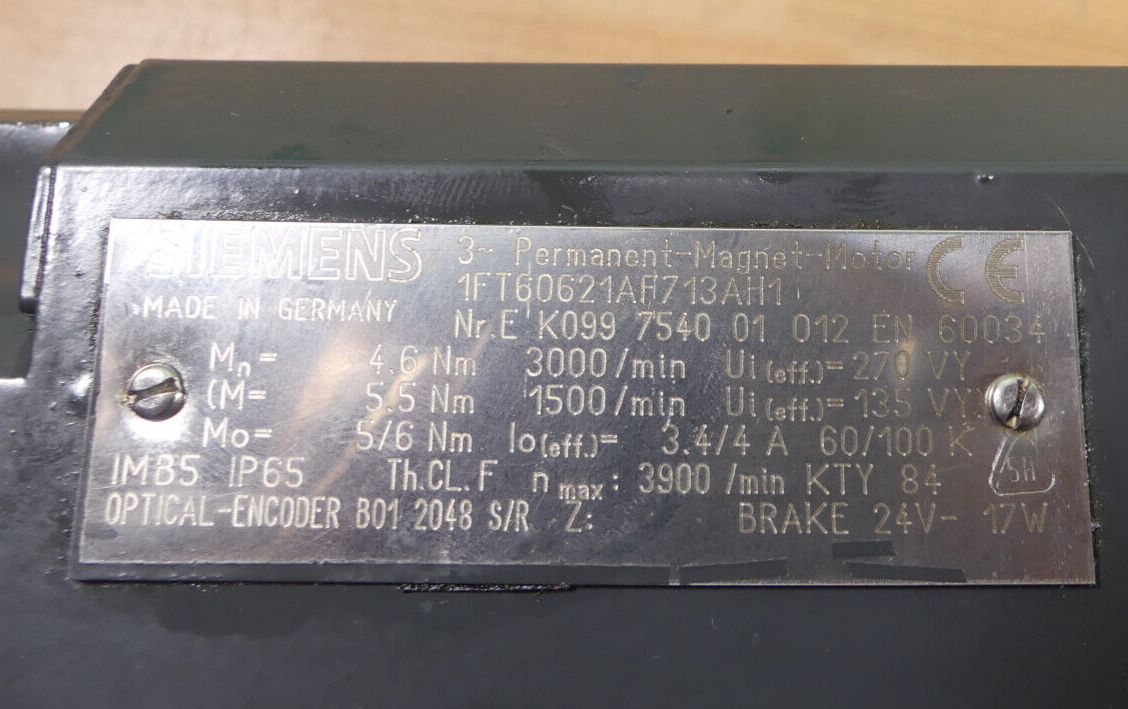 SIEMENS 3~ Permanent-Magnet-Motor CE
1FT60621AF713AH1
MADE IN GERMANY
Nr.E K099 7540 01 012 EN 60034
Mn= 4.6 Nm 3000/min Ui(eff.)=270 VY
(M= 5.5 Nm 1500/min Ui(eff.)=135 VY)
Mo= 5/6 Nm Io(eff.)= 3.4/4 A 60/100 K
IMB5 IP65 Th.CL.F nmax: 3900/min KTY 84 SH
OPTICAL-ENCODER B01 2048 S/R Z: BRAKE 24V- 17W